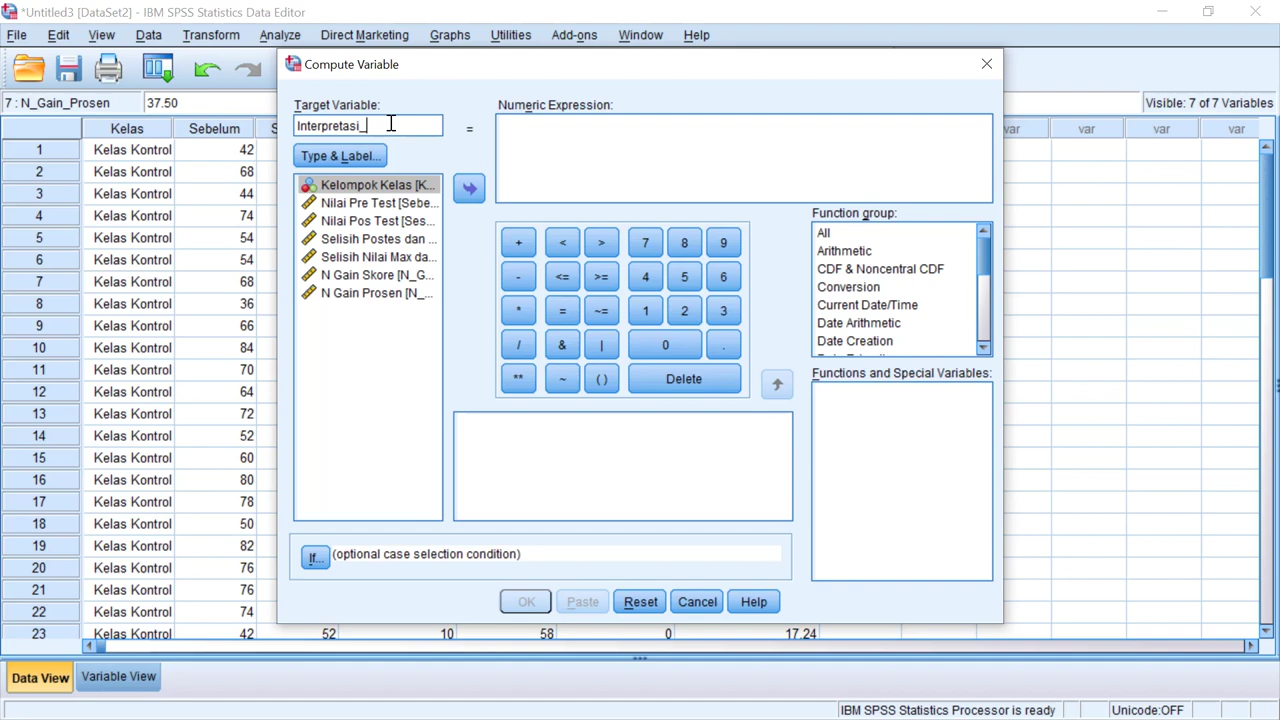 *Untitled3 [DataSet2] - IBM SPSS Statistics Data Editor
File Edit View Data Transform Analyze Direct Marketing Graphs Utilities Add-ons Window Help
Compute Variable
7 : N_Gain_Prosen 37.50 Visible: 7 of 7 Variables
Target Variable: Numeric Expression:
Interpretasi_ =
Type & Label...
Kelompok Kelas [K...
Nilai Pre Test [Sebe...
Nilai Pos Test [Ses...
Selisih Postes dan ...
Selisih Nilai Max da...
N Gain Skore [N_G...
N Gain Prosen [N_...
+ < > 7 8 9
- <= >= 4 5 6
* = ~= 1 2 3
/ & | 0 .
** ~ ( ) Delete
Function group:
All
Arithmetic
CDF & Noncentral CDF
Conversion
Current Date/Time
Date Arithmetic
Date Creation
Functions and Special Variables:
If... (optional case selection condition)
OK Paste Reset Cancel Help
Kelas Sebelum S var var var var
1 Kelas Kontrol 42
2 Kelas Kontrol 68
3 Kelas Kontrol 44
4 Kelas Kontrol 74
5 Kelas Kontrol 54
6 Kelas Kontrol 54
7 Kelas Kontrol 68
8 Kelas Kontrol 36
9 Kelas Kontrol 66
10 Kelas Kontrol 84
11 Kelas Kontrol 70
12 Kelas Kontrol 64
13 Kelas Kontrol 72
14 Kelas Kontrol 52
15 Kelas Kontrol 60
16 Kelas Kontrol 80
17 Kelas Kontrol 78
18 Kelas Kontrol 50
19 Kelas Kontrol 82
20 Kelas Kontrol 76
21 Kelas Kontrol 76
22 Kelas Kontrol 74
23 Kelas Kontrol 42 52 10 58 0 17.24
Data View Variable View
IBM SPSS Statistics Processor is ready Unicode:OFF